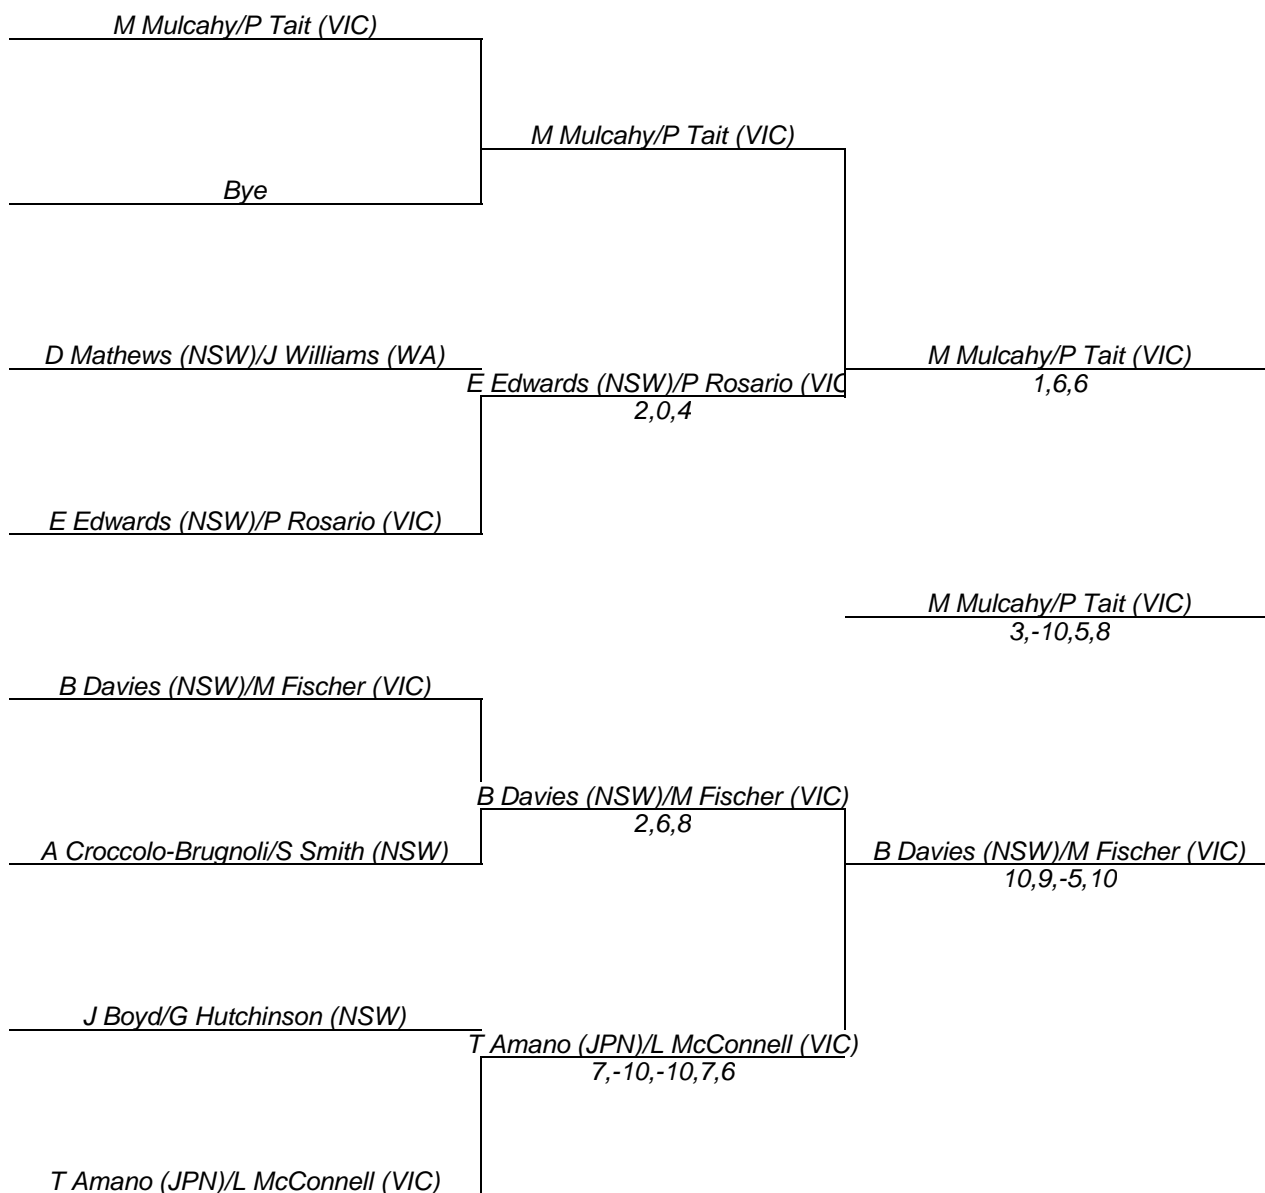 M Mulcahy/P Tait (VIC)
M Mulcahy/P Tait (VIC)
Bye
D Mathews (NSW)/J Williams (WA)
M Mulcahy/P Tait (VIC)
1,6,6
E Edwards (NSW)/P Rosario (VIC
2,0,4
E Edwards (NSW)/P Rosario (VIC)
M Mulcahy/P Tait (VIC)
3,-10,5,8
B Davies (NSW)/M Fischer (VIC)
B Davies (NSW)/M Fischer (VIC)
2,6,8
A Croccolo-Brugnoli/S Smith (NSW)
B Davies (NSW)/M Fischer (VIC)
10,9,-5,10
J Boyd/G Hutchinson (NSW)
T Amano (JPN)/L McConnell (VIC)
7,-10,-10,7,6
T Amano (JPN)/L McConnell (VIC)